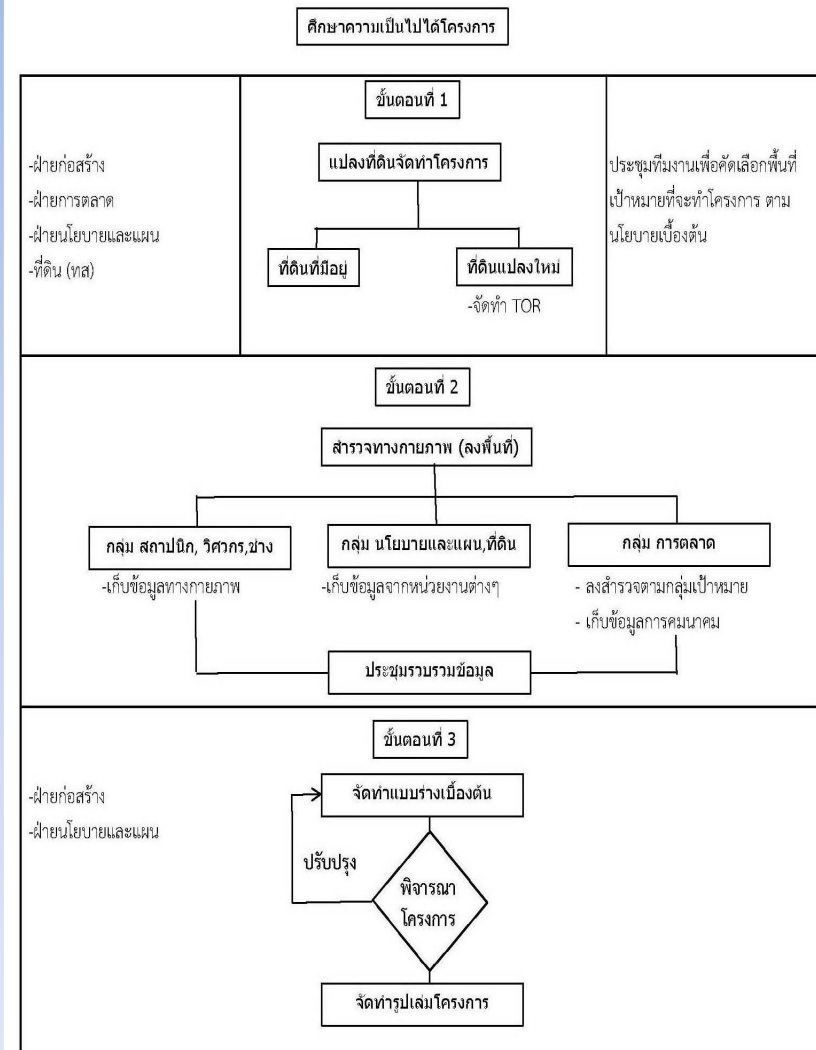 ศึกษาความเป็นไปได้โครงการ
ขั้นตอนที่ 1
-ฝ่ายก่อสร้าง
-ฝ่ายการตลาด
-ฝ่ายนโยบายและแผน
-ที่ดิน (ทส)
แปลงที่ดินจัดทำโครงการ
ที่ดินที่มีอยู่
ที่ดินแปลงใหม่
-จัดทำ TOR
ประชุมทีมงานเพื่อคัดเลือกพื้นที่
เป้าหมายที่จะทำโครงการ ตาม
นโยบายเบื้องต้น
ขั้นตอนที่ 2
สำรวจทางกายภาพ (ลงพื้นที่)
กลุ่ม สถาปนิก, วิศวกร,ช่าง
-เก็บข้อมูลทางกายภาพ
กลุ่ม นโยบายและแผน,ที่ดิน
-เก็บข้อมูลจากหน่วยงานต่างๆ
กลุ่ม การตลาด
- ลงสำรวจตามกลุ่มเป้าหมาย
- เก็บข้อมูลการคมนาคม
ประชุมรวบรวมข้อมูล
ขั้นตอนที่ 3
-ฝ่ายก่อสร้าง
-ฝ่ายนโยบายและแผน
จัดทำแบบร่างเบื้องต้น
ปรับปรุง
พิจารณา
โครงการ
จัดทำรูปเล่มโครงการ